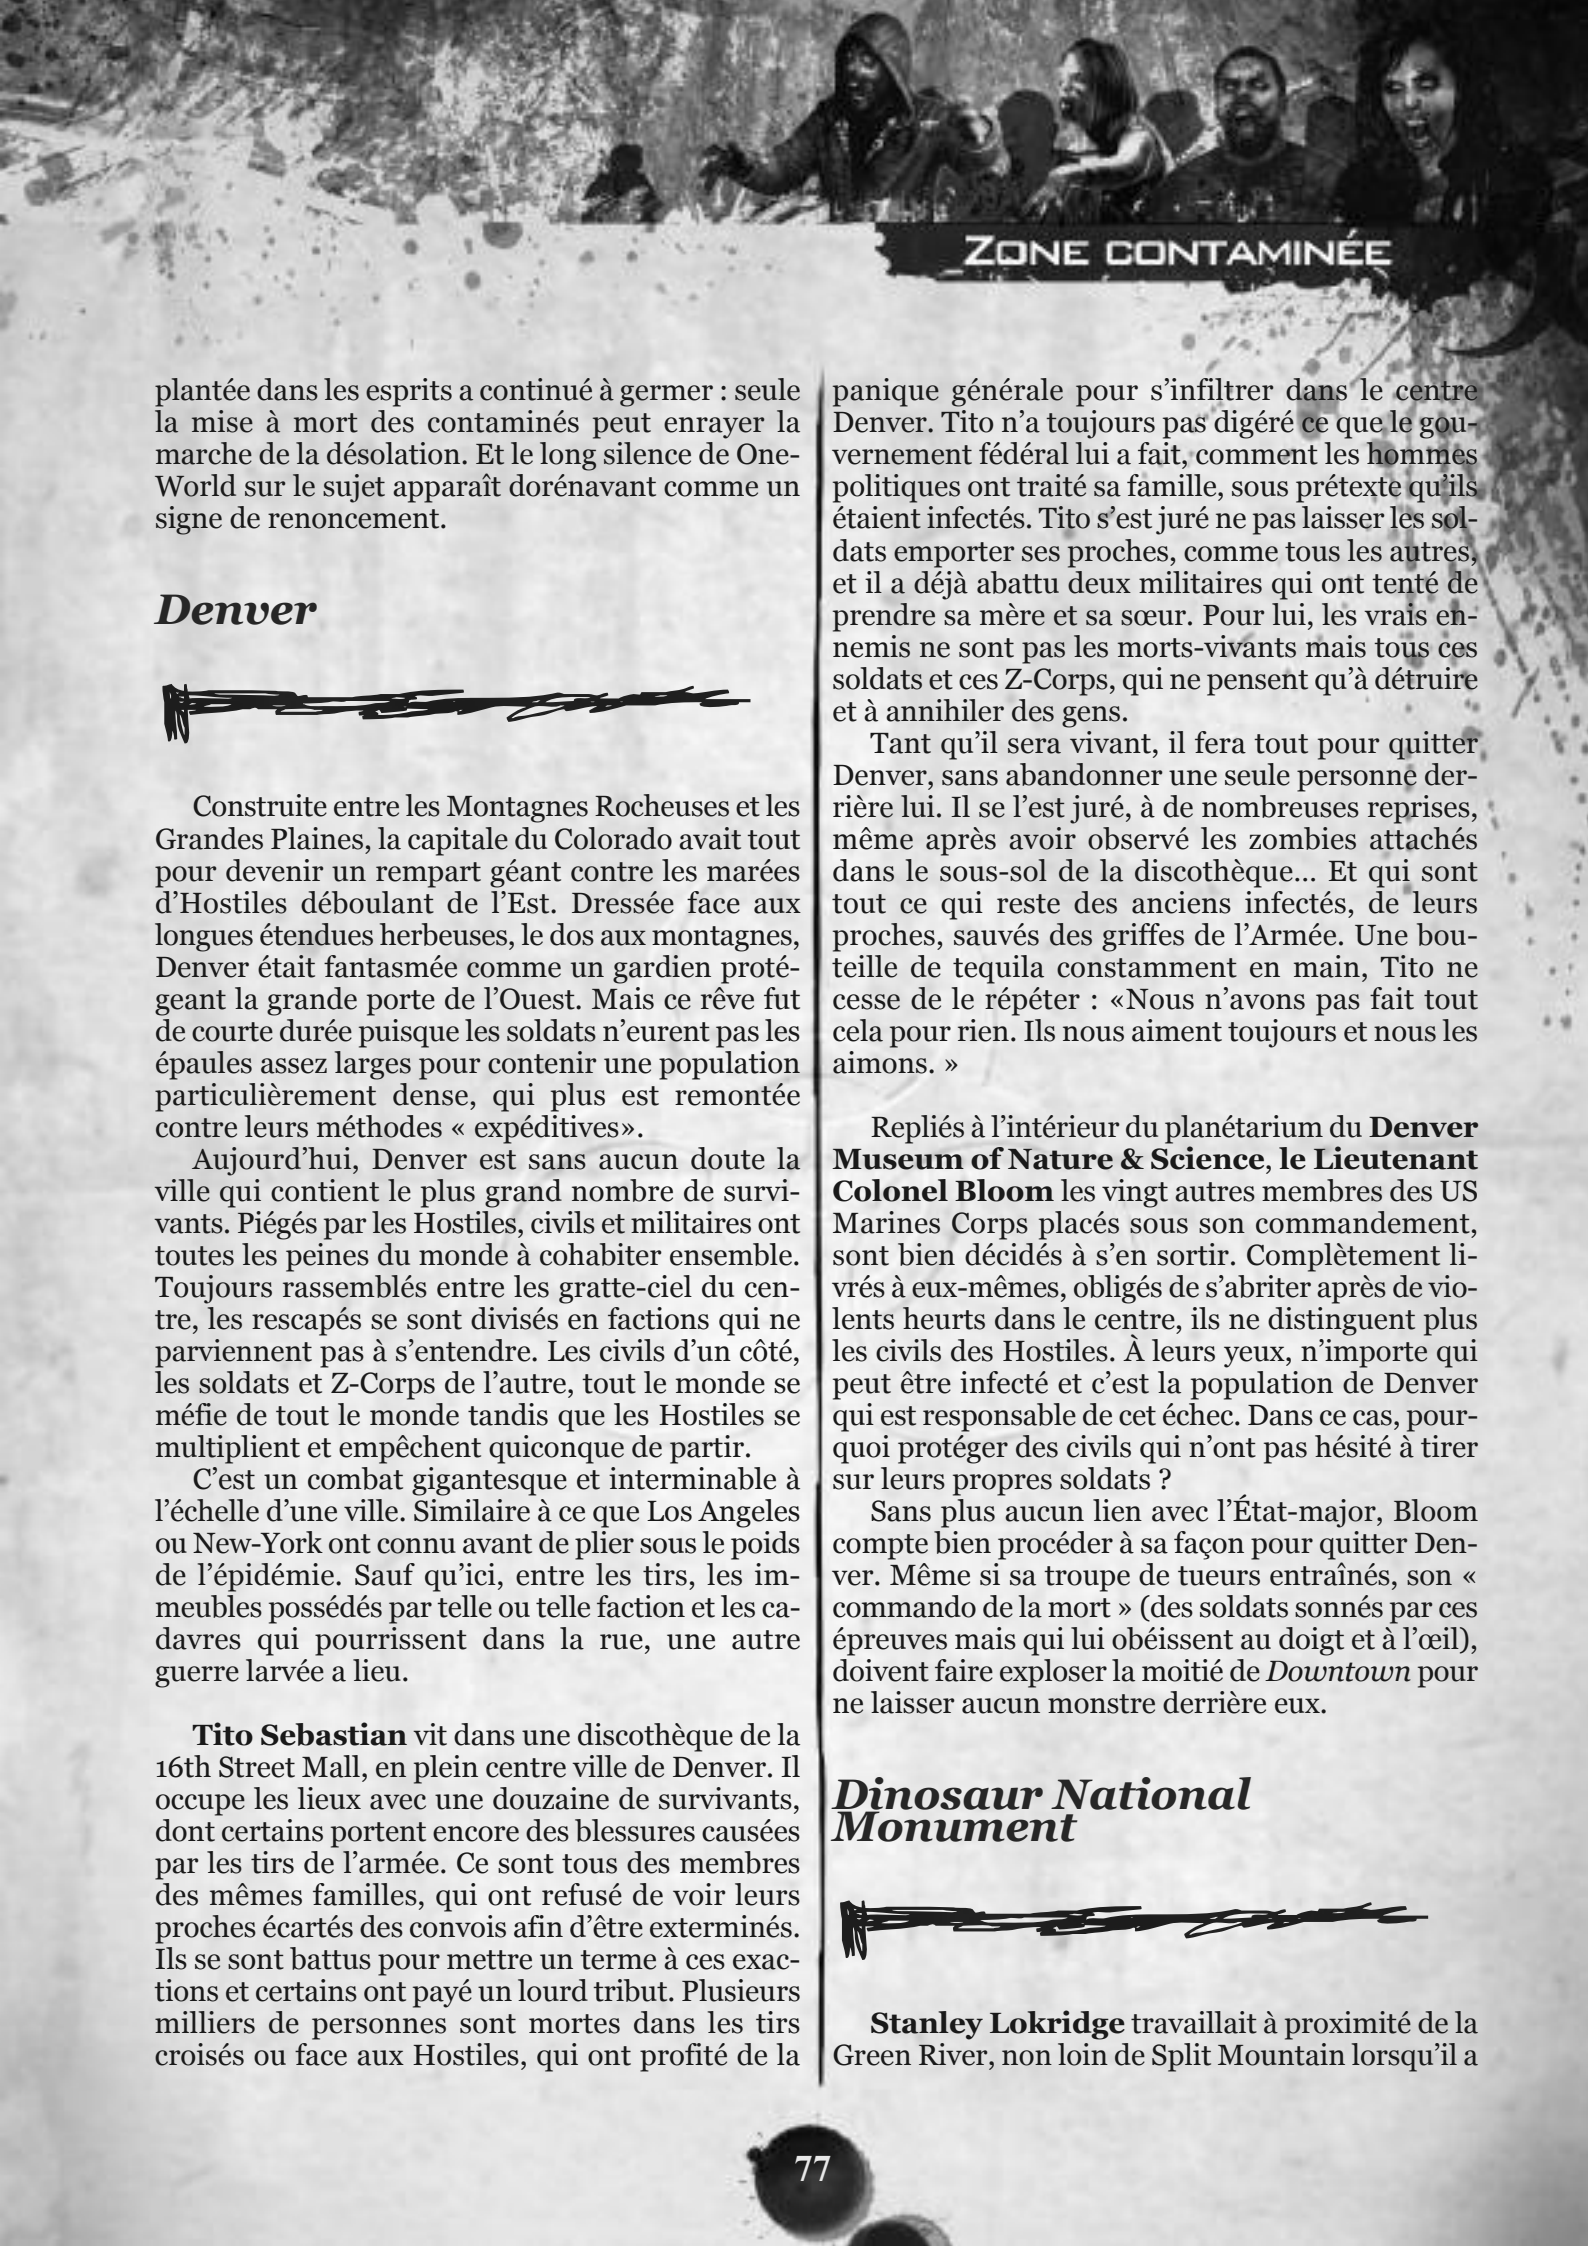 ZONE CONTAMINÉE
plantée dans les esprits a continué à germer : seule
la mise à mort des contaminés peut enrayer la
marche de la désolation. Et le long silence de One-
World sur le sujet apparaît dorénavant comme un
signe de renoncement.
Denver
Construite entre les Montagnes Rocheuses et les
Grandes Plaines, la capitale du Colorado avait tout
pour devenir un rempart géant contre les marées
d’Hostiles déboulant de l’Est. Dressée face aux
longues étendues herbeuses, le dos aux montagnes,
Denver était fantasmée comme un gardien proté-
geant la grande porte de l’Ouest. Mais ce rêve fut
de courte durée puisque les soldats n’eurent pas les
épaules assez larges pour contenir une population
particulièrement dense, qui plus est remontée
contre leurs méthodes « expéditives».
Aujourd’hui, Denver est sans aucun doute la
ville qui contient le plus grand nombre de survi-
vants. Piégés par les Hostiles, civils et militaires ont
toutes les peines du monde à cohabiter ensemble.
Toujours rassemblés entre les gratte-ciel du cen-
tre, les rescapés se sont divisés en factions qui ne
parviennent pas à s’entendre. Les civils d’un côté,
les soldats et Z-Corps de l’autre, tout le monde se
méfie de tout le monde tandis que les Hostiles se
multiplient et empêchent quiconque de partir.
C’est un combat gigantesque et interminable à
l’échelle d’une ville. Similaire à ce que Los Angeles
ou New-York ont connu avant de plier sous le poids
de l’épidémie. Sauf qu’ici, entre les tirs, les im-
meubles possédés par telle ou telle faction et les ca-
davres qui pourrissent dans la rue, une autre
guerre larvée a lieu.
Tito Sebastian vit dans une discothèque de la
16th Street Mall, en plein centre ville de Denver. Il
occupe les lieux avec une douzaine de survivants,
dont certains portent encore des blessures causées
par les tirs de l’armée. Ce sont tous des membres
des mêmes familles, qui ont refusé de voir leurs
proches écartés des convois afin d’être exterminés.
Ils se sont battus pour mettre un terme à ces exac-
tions et certains ont payé un lourd tribut. Plusieurs
milliers de personnes sont mortes dans les tirs
croisés ou face aux Hostiles, qui ont profité de la
panique générale pour s’infiltrer dans le centre
Denver. Tito n’a toujours pas digéré ce que le gou-
vernement fédéral lui a fait, comment les hommes
politiques ont traité sa famille, sous prétexte qu’ils
étaient infectés. Tito s’est juré ne pas laisser les sol-
dats emporter ses proches, comme tous les autres,
et il a déjà abattu deux militaires qui ont tenté de
prendre sa mère et sa sœur. Pour lui, les vrais en-
nemis ne sont pas les morts-vivants mais tous ces
soldats et ces Z-Corps, qui ne pensent qu’à détruire
et à annihiler des gens.
Tant qu’il sera vivant, il fera tout pour quitter
Denver, sans abandonner une seule personne der-
rière lui. Il se l’est juré, à de nombreuses reprises,
même après avoir observé les zombies attachés
dans le sous-sol de la discothèque... Et qui sont
tout ce qui reste des anciens infectés, de leurs
proches, sauvés des griffes de l’Armée. Une bou-
teille de tequila constamment en main, Tito ne
cesse de le répéter : «Nous n’avons pas fait tout
cela pour rien. Ils nous aiment toujours et nous les
aimons. »
Repliés à l’intérieur du planétarium du Denver
Museum of Nature & Science, le Lieutenant
Colonel Bloom les vingt autres membres des US
Marines Corps placés sous son commandement,
sont bien décidés à s’en sortir. Complètement li-
vrés à eux-mêmes, obligés de s’abriter après de vio-
lents heurts dans le centre, ils ne distinguent plus
les civils des Hostiles. À leurs yeux, n’importe qui
peut être infecté et c’est la population de Denver
qui est responsable de cet échec. Dans ce cas, pour-
quoi protéger des civils qui n’ont pas hésité à tirer
sur leurs propres soldats ?
Sans plus aucun lien avec l’État-major, Bloom
compte bien procéder à sa façon pour quitter Den-
ver. Même si sa troupe de tueurs entraînés, son «
commando de la mort » (des soldats sonnés par ces
épreuves mais qui lui obéissent au doigt et à l’œil),
doivent faire exploser la moitié de Downtown pour
ne laisser aucun monstre derrière eux.
Dinosaur National
Monument
Stanley Lokridge travaillait à proximité de la
Green River, non loin de Split Mountain lorsqu’il a
77